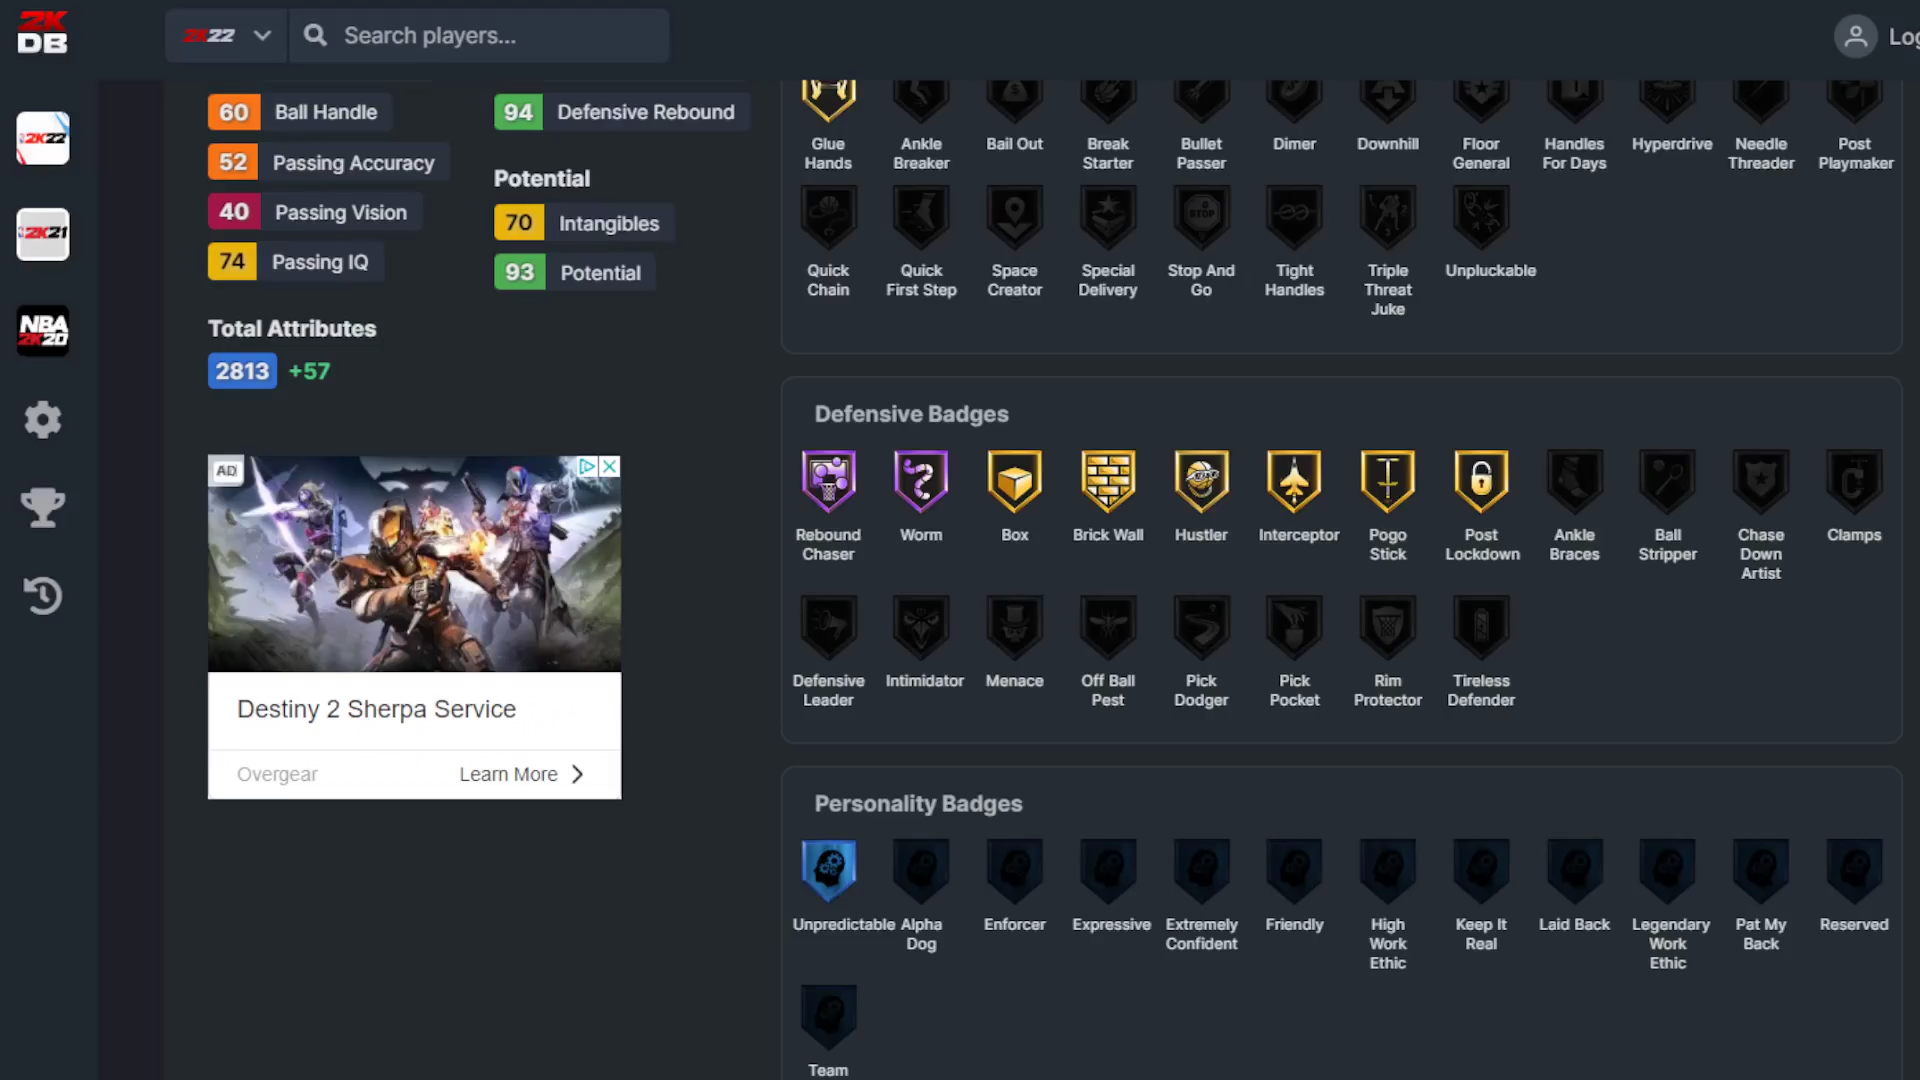 2K
DB
2K22
Search players...
Log
2K22
2K21
NBA
2K20
60 Ball Handle
52 Passing Accuracy
40 Passing Vision
74 Passing IQ
94 Defensive Rebound
Potential
70 Intangibles
93 Potential
Total Attributes
2813 +57
AD
Destiny 2 Sherpa Service
Overgear
Learn More
Glue Hands
Ankle Breaker
Bail Out
Break Starter
Bullet Passer
Dimer
Downhill
Floor General
Handles For Days
Hyperdrive
Needle Threader
Post Playmaker
STOP
Quick Chain
Quick First Step
Space Creator
Special Delivery
Stop And Go
Tight Handles
Triple Threat Juke
Unpluckable
Defensive Badges
Rebound Chaser
Worm
Box
Brick Wall
Hustler
Interceptor
Pogo Stick
Post Lockdown
Ankle Braces
Ball Stripper
Chase Down Artist
Clamps
Defensive Leader
Intimidator
Menace
Off Ball Pest
Pick Dodger
Pick Pocket
Rim Protector
Tireless Defender
Personality Badges
Unpredictable
Alpha Dog
Enforcer
Expressive
Extremely Confident
Friendly
High Work Ethic
Keep It Real
Laid Back
Legendary Work Ethic
Pat My Back
Reserved
Team